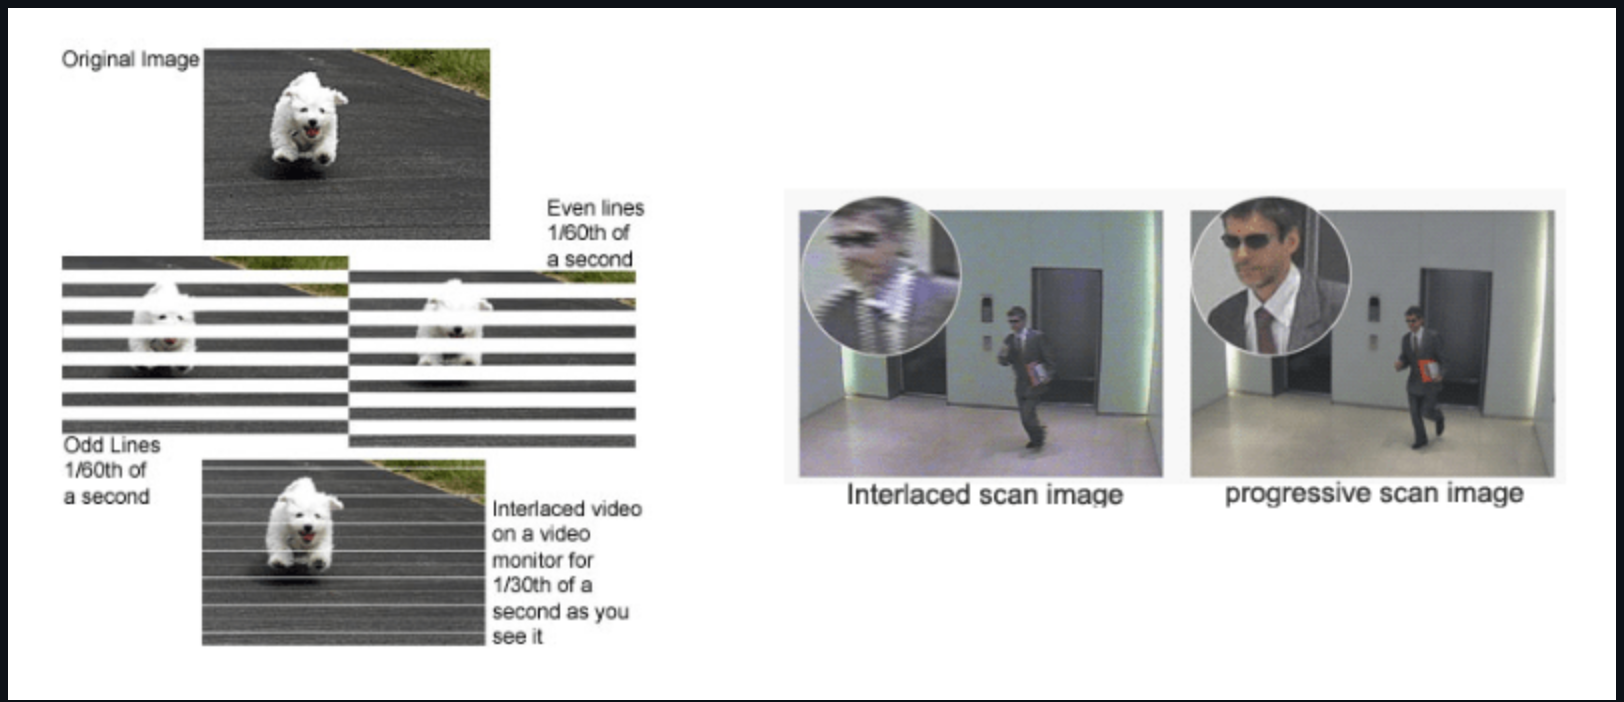 Original Image
Even lines
1/60th of
a second
Odd Lines
1/60th of
a second
Interlaced video
on a video
monitor for
1/30th of a
second as you
see it
Interlaced scan image
progressive scan image